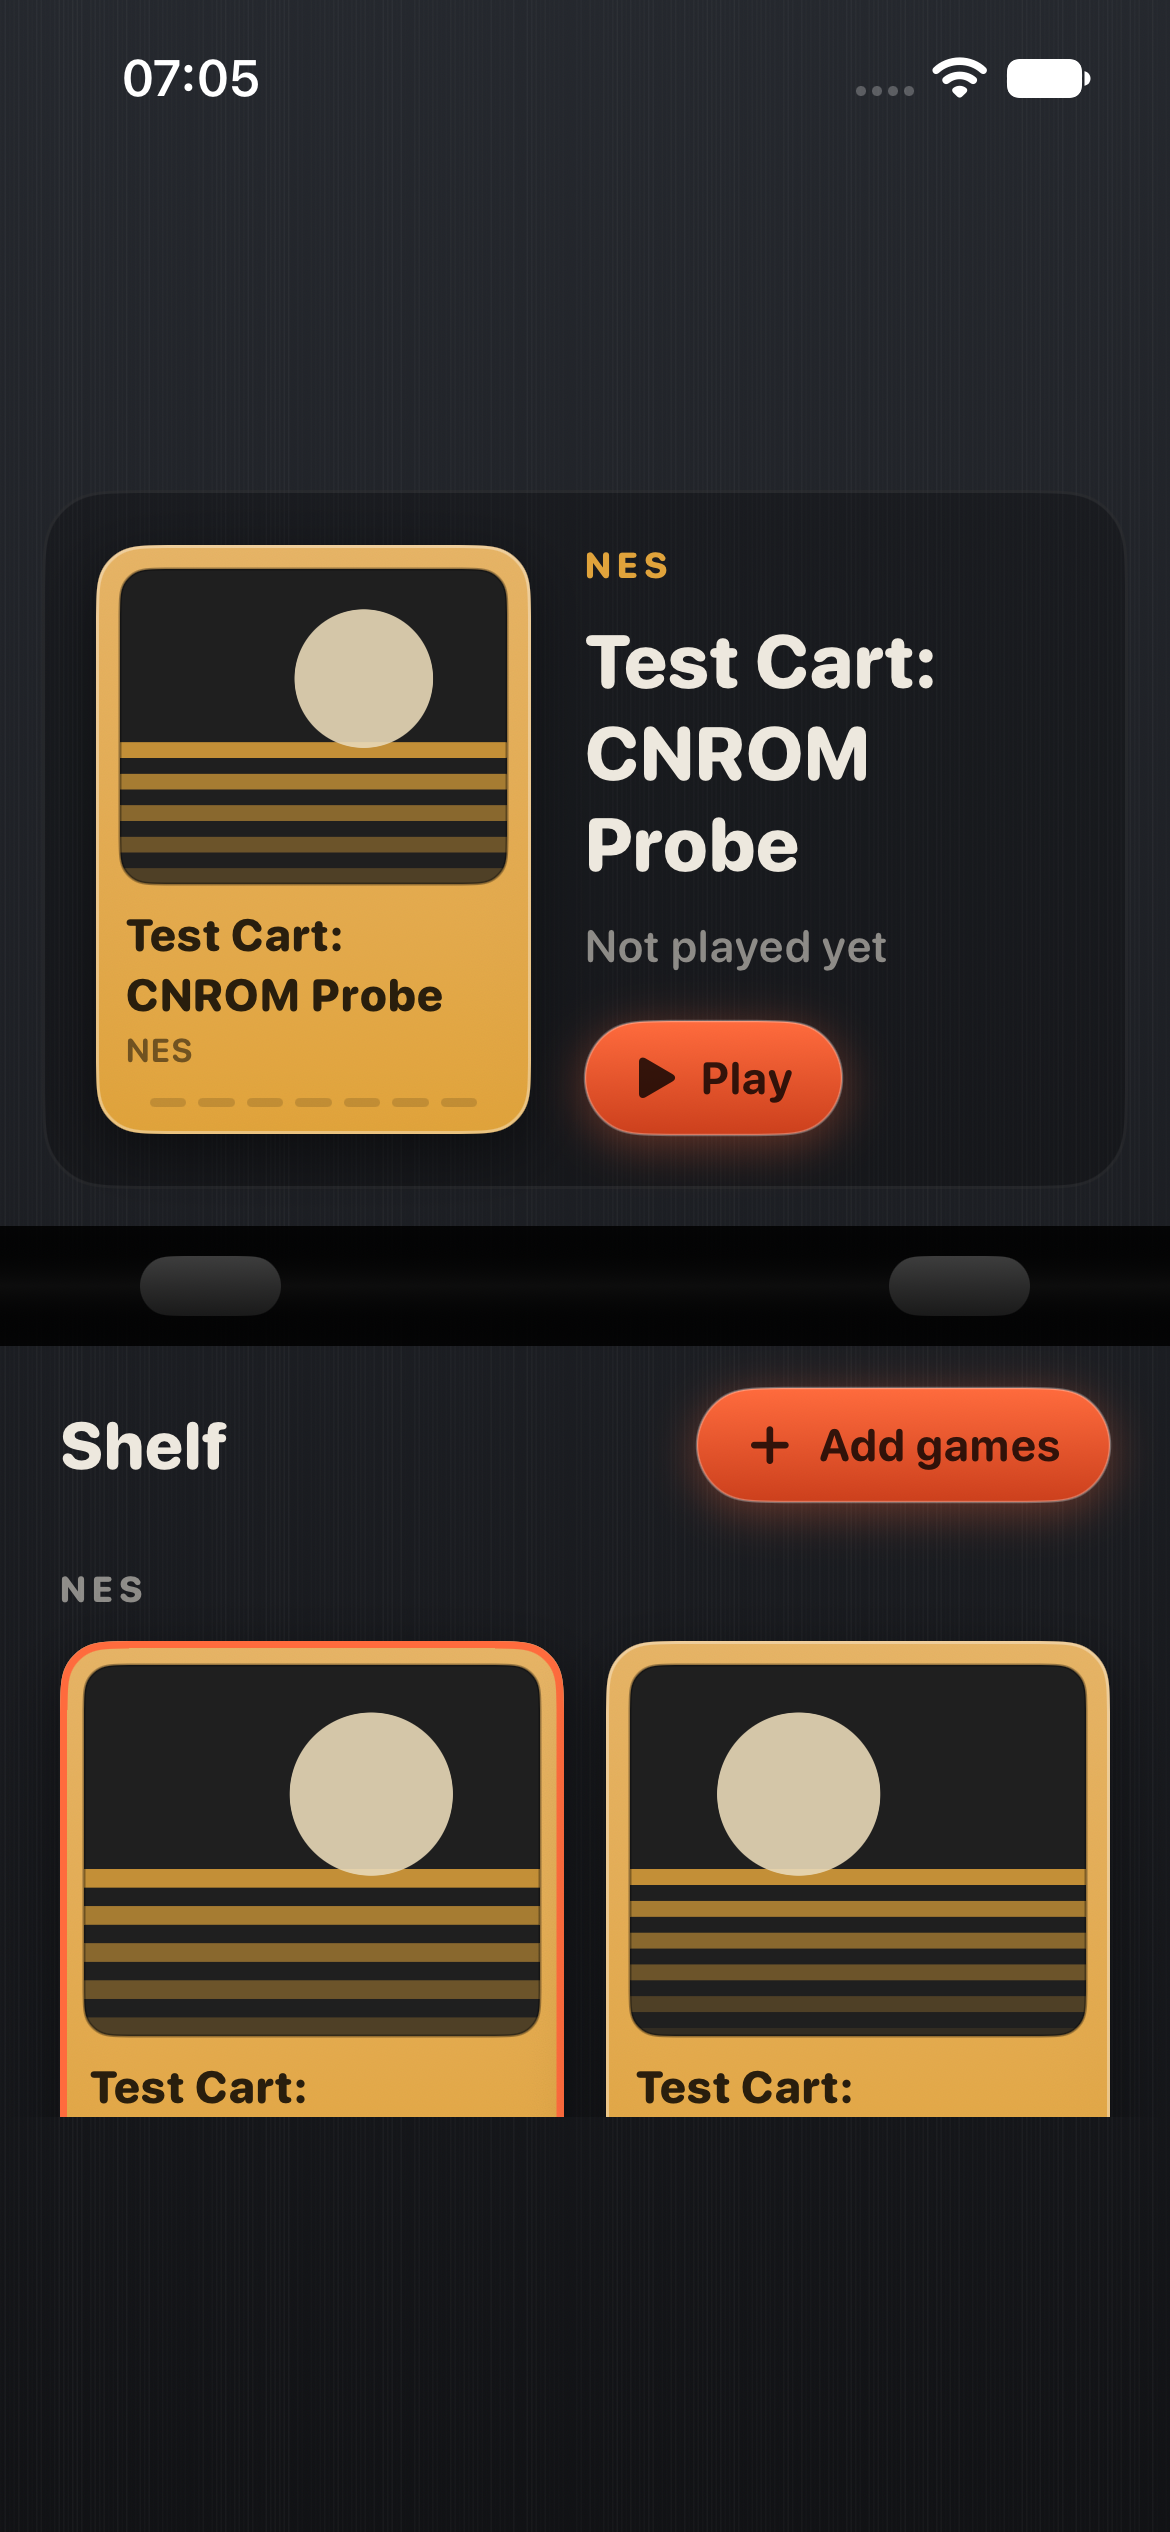 07:05
NES
Test Cart:
CNROM
Probe
Not played yet
Play
Test Cart:
CNROM Probe
NES
Shelf
Add games
NES
Test Cart:
Test Cart: